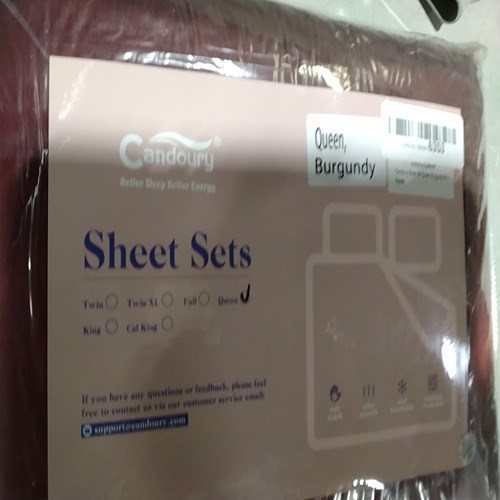 Candoury
Better Sleep Better Energy
Queen,
Burgundy
Sheet Sets
Twin Twin Xl Full Queen
King Cal King
If you have any questions or feedback, please feel
free to contact us via our customer service email:
support@candoury.com